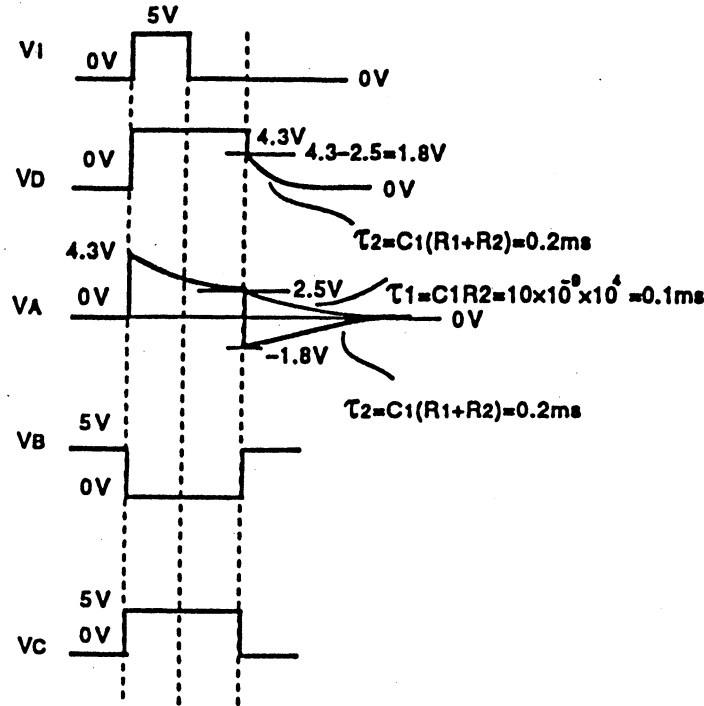 5V
VI 0V 0V
4.3V
0V 4.3-2.5=1.8V
VD 0V
τ2=C1(R1+R2)=0.2ms
4.3V
2.5V τ1=C1R2=10×10⁻⁹×10⁴=0.1ms
VA 0V 0V
-1.8V
τ2=C1(R1+R2)=0.2ms
VB 5V
0V
5V
VC 0V